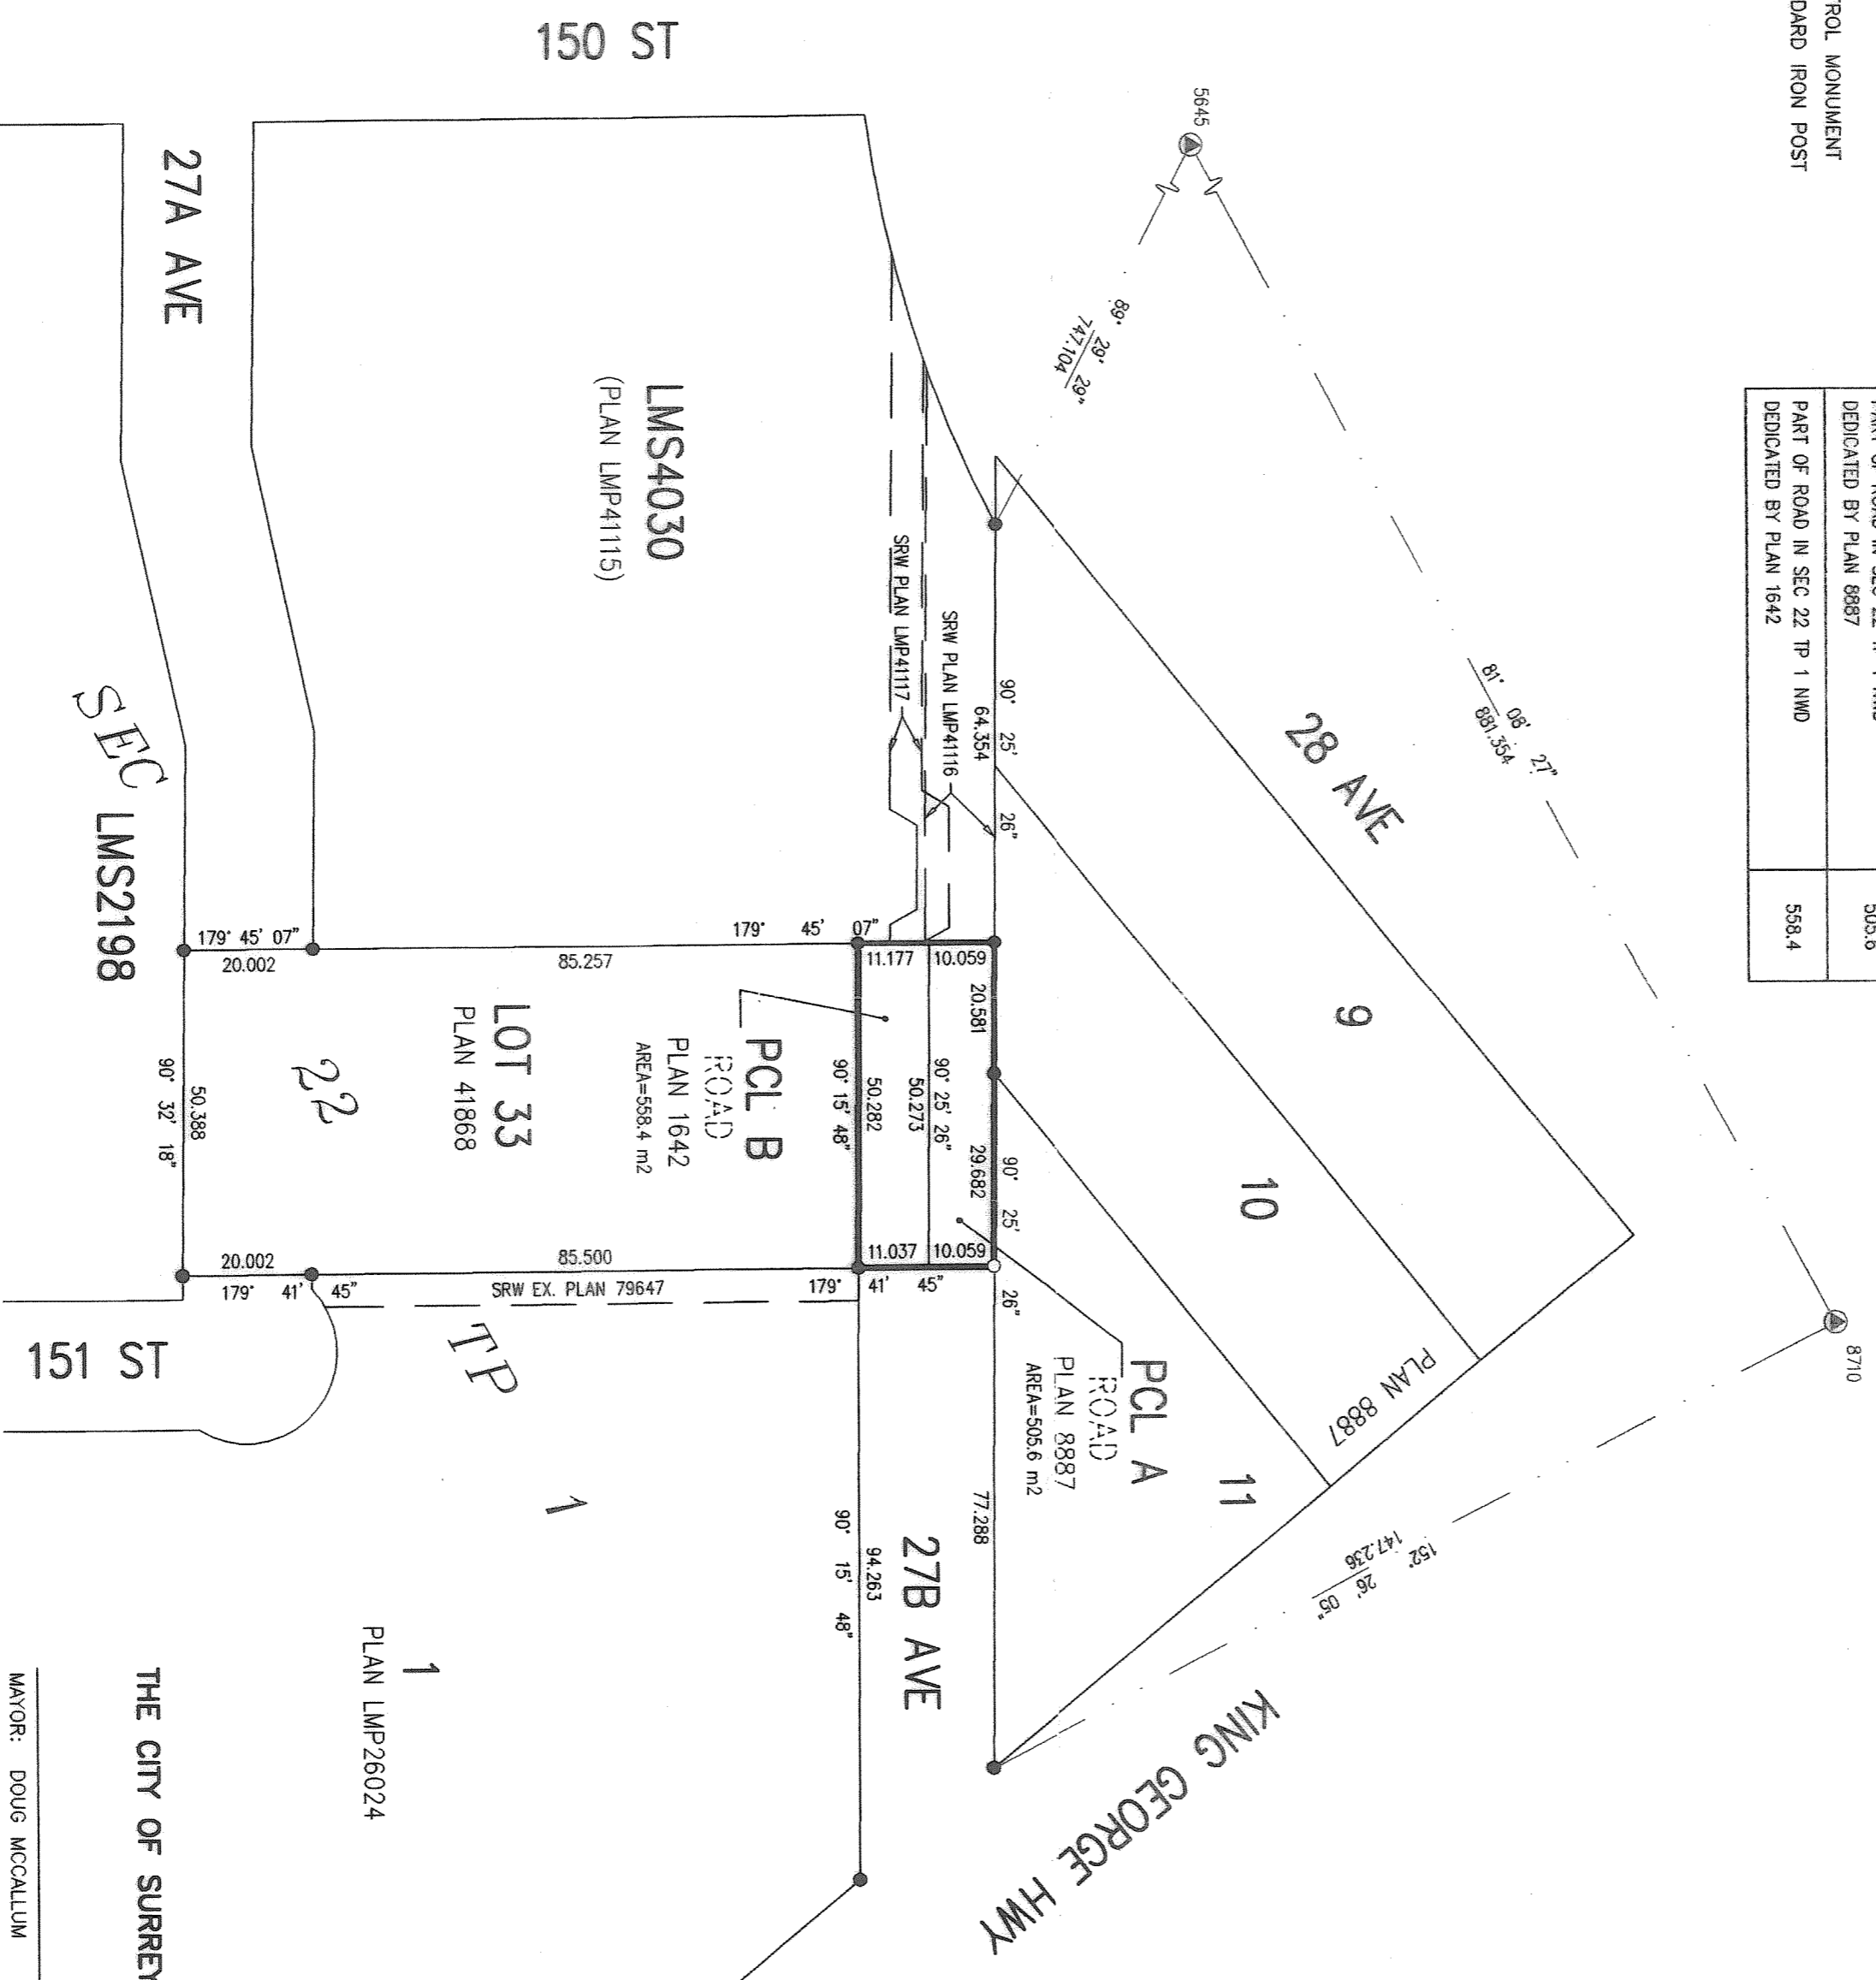 TROL MONUMENT
DARD IRON POST
DEDICATED BY PLAN 8887
505.6
PART OF ROAD IN SEC 22 TP 1 NWD
DEDICATED BY PLAN 1642
558.4
150 ST
5645
89° 29' 29"
747.104
81° 08' 27"
881.354
8710
152° 26' 05"
147.236
28 AVE
9
10
11
PLAN 8887
KING GEORGE HWY
27A AVE
LMS4030
(PLAN LMP41115)
SRW PLAN LMP41117
SRW PLAN LMP41116
90° 25' 26"
64.354
SEC
LMS2198
179° 45' 07"
20.002
85.257
179° 45' 07"
11.177
10.059
20.581
29.682
90° 25' 26"
90° 25' 26"
50.273
50.282
90° 15' 48"
11.037
10.059
PCL B
ROAD
PLAN 1642
AREA=558.4 m2
LOT 33
PLAN 41868
22
50.388
90° 32' 18"
20.002
179° 41' 45"
85.500
SRW EX. PLAN 79647
179° 41' 45"
PCL A
ROAD
PLAN 8887
AREA=505.6 m2
151 ST
TP
1
77.288
27B AVE
94.263
90° 15' 48"
1
PLAN LMP26024
THE CITY OF SURREY
MAYOR: DOUG MCCALLUM